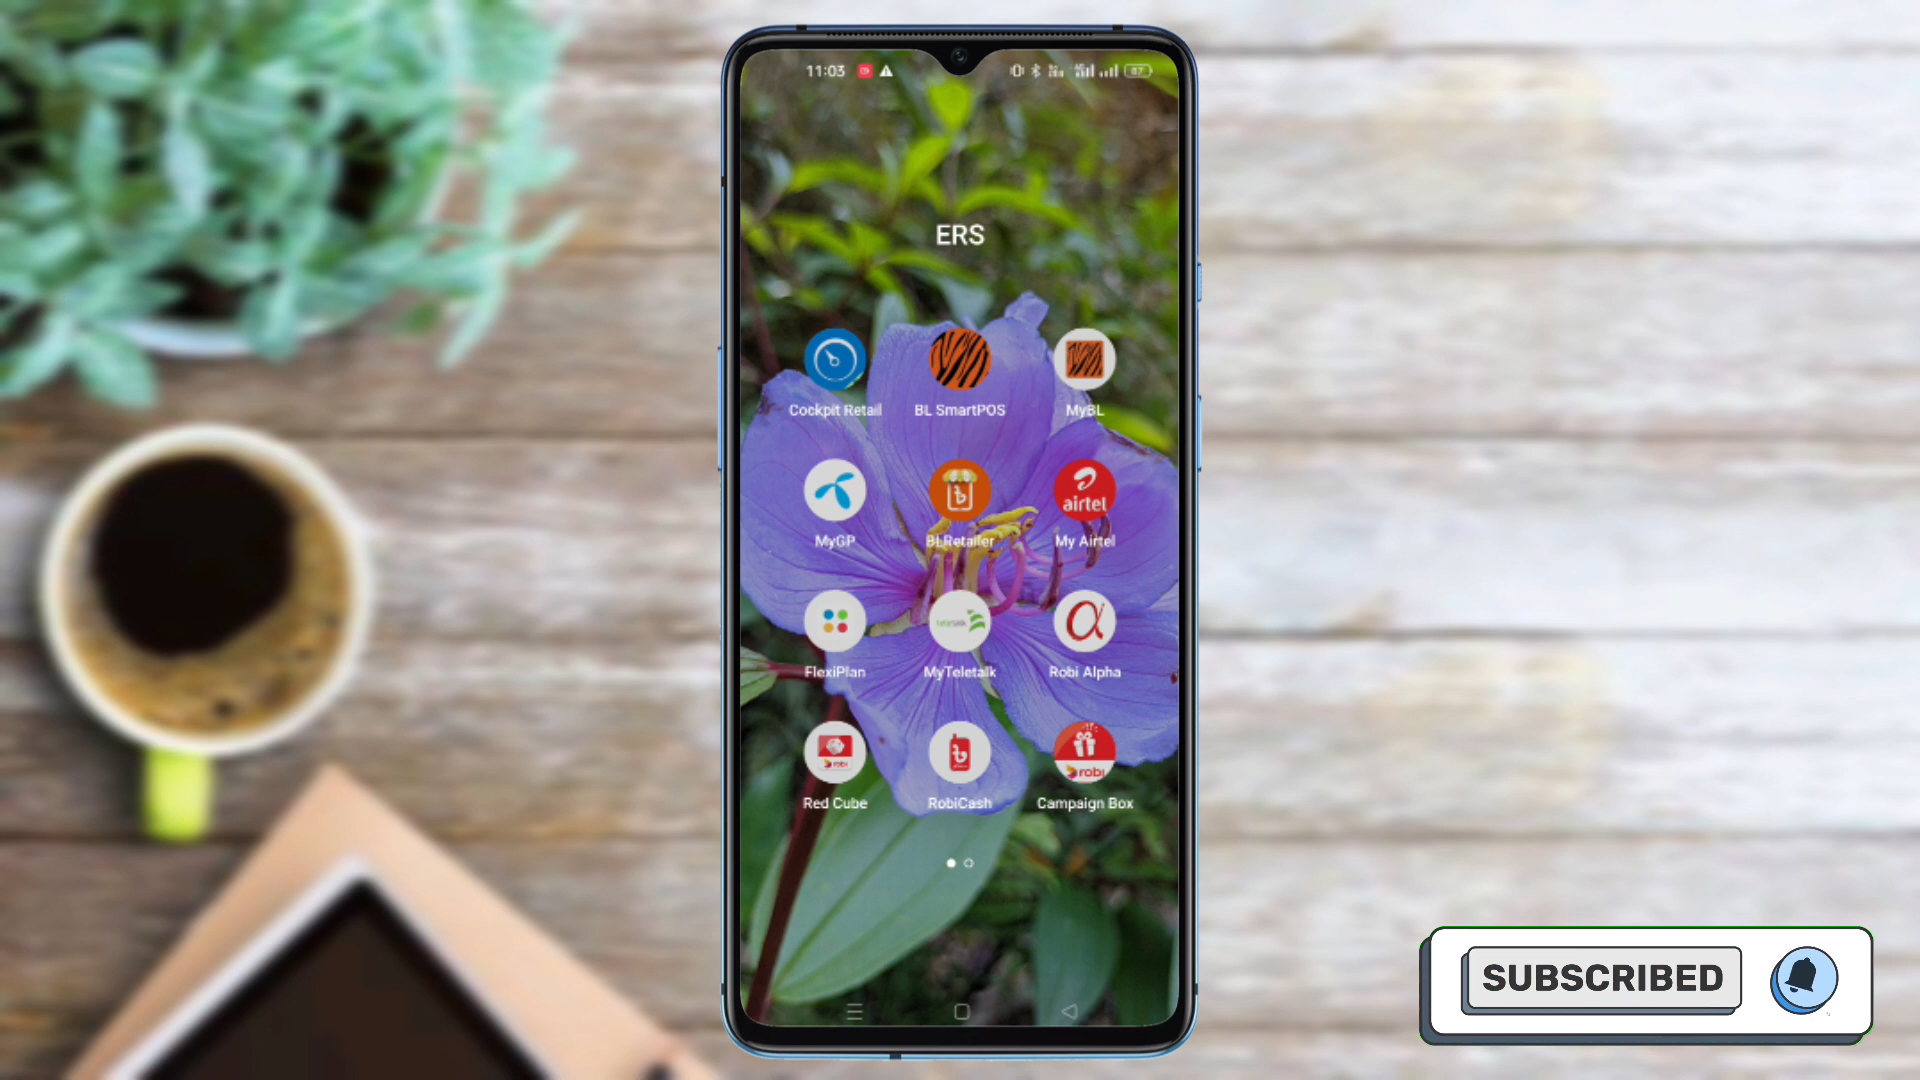 11:03
87
ERS
Cockpit Retail
BL SmartPOS
MyBL
airtel
MyGP
BLRetailer
My Airtel
FlexiPlan
MyTeletalk
Robi Alpha
robi
robi
Red Cube
RobiCash
Campaign Box
SUBSCRIBED